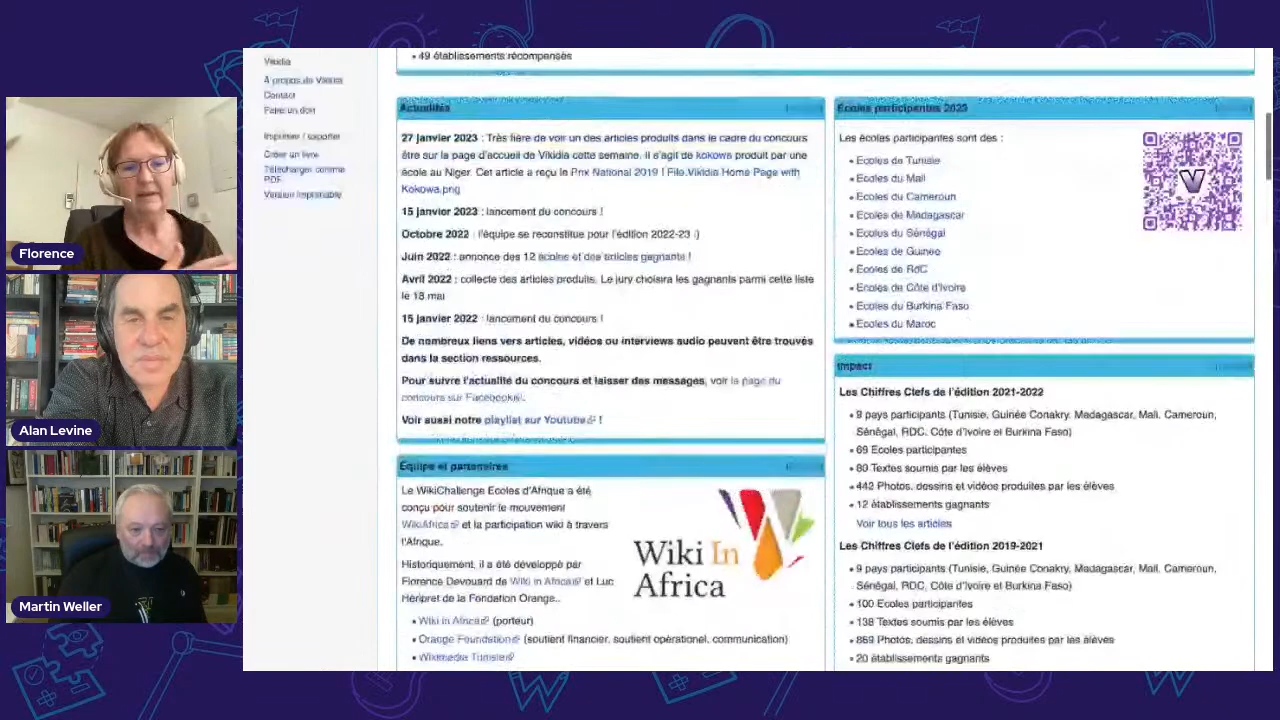 Florence
Alan Levine
Martin Weller
Vikidia
À propos de Vikidia
Contact
Faire un don
Imprimer / exporter
Créer un livre
Télécharger comme
PDF
Version imprimable
• 49 établissements récompensés
Actualités
27 janvier 2023 : Très fière de voir un des articles produits dans le cadre du concours
être sur la page d'accueil de Vikidia cette semaine. Il s'agit de kokowa produit par une
école au Niger. Cet article a reçu le Prix National 2019 ! File.Vikidia Home Page with
Kokowa.png
15 janvier 2023 : lancement du concours !
Octobre 2022 : l'équipe se reconstitue pour l'édition 2022-23 :)
Juin 2022 : annonce des 12 écoles et des articles gagnants !
Avril 2022 : collecte des articles produits. Le jury choisira les gagnants parmi cette liste
le 18 mai
15 janvier 2022 : lancement du concours !
De nombreux liens vers articles, vidéos ou interviews audio peuvent être trouvés
dans la section ressources.
Pour suivre l'actualité du concours et laisser des messages, voir la page du
concours sur Facebook.
Voir aussi notre playlist sur Youtube !
Équipe et partenaires
Le WikiChallenge Ecoles d'Afrique a été
conçu pour soutenir le mouvement
WikiAfrica et la participation wiki à travers
l'Afrique.
Historiquement, il a été développé par
Florence Devouard de Wiki in Africa et Luc
Héripret de la Fondation Orange..
• Wiki in Africa (porteur)
• Orange Foundation (soutient financier, soutient opérationel, communication)
• Wikimedia Tunisie
Wiki In
Africa
Ecoles participantes 2023
Les écoles participantes sont des :
• Ecoles de Tunisie
• Ecoles du Mali
• Ecoles du Cameroun
• Ecoles de Madagascar
• Ecoles du Sénégal
• Ecoles de Guinée
• Ecoles de RdC
• Ecoles de Côte d'Ivoire
• Ecoles du Burkina Faso
• Ecoles du Maroc
V
Impact
Les Chiffres Clefs de l'édition 2021-2022
• 9 pays participants (Tunisie, Guinée Conakry, Madagascar, Mali, Cameroun,
Sénégal, RDC, Côte d'Ivoire et Burkina Faso)
• 69 Ecoles participantes
• 80 Textes soumis par les élèves
• 442 Photos, dessins et vidéos produites par les élèves
• 12 établissements gagnants
Voir tous les articles
Les Chiffres Clefs de l'édition 2019-2021
• 9 pays participants (Tunisie, Guinée Conakry, Madagascar, Mali, Cameroun,
Sénégal, RDC, Côte d'Ivoire et Burkina Faso)
• 100 Ecoles participantes
• 138 Textes soumis par les élèves
• 869 Photos, dessins et vidéos produites par les élèves
• 20 établissements gagnants